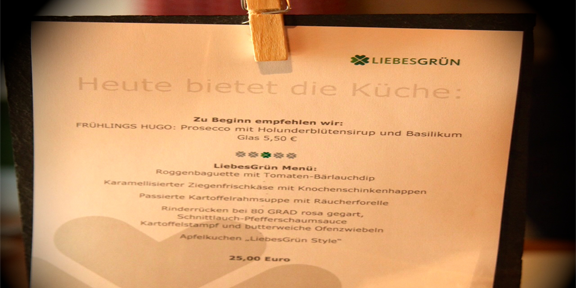 LIEBESGRÜN
Heute bietet die Küche:
Zu Beginn empfehlen wir:
FRÜHLINGS HUGO: Prosecco mit Holunderblütensirup und Basilikum
Glas 5,50 €
LiebesGrün Menü:
Roggenbaguette mit Tomaten-Bärlauchdip
Karamellisierter Ziegenfrischkäse mit Knochenschinkenhappen
Passierte Kartoffelrahmsuppe mit Räucherforelle
Rinderrücken bei 80 GRAD rosa gegart,
Schnittlauch-Pfefferschaumsauce
Kartoffelstampf und butterweiche Ofenzwiebeln
Apfelkuchen „LiebesGrün Style"
25,00 Euro